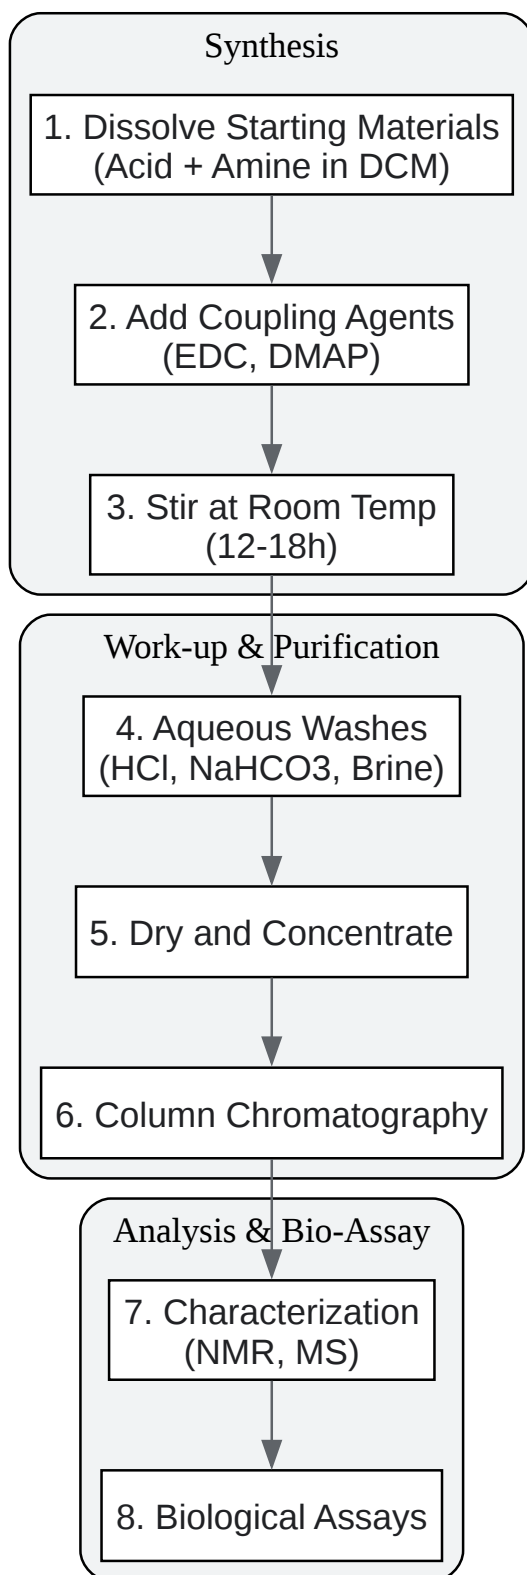 Synthesis
1. Dissolve Starting Materials
(Acid + Amine in DCM)
2. Add Coupling Agents
(EDC, DMAP)
3. Stir at Room Temp
(12-18h)
Work-up & Purification
4. Aqueous Washes
(HCl, NaHCO3, Brine)
5. Dry and Concentrate
6. Column Chromatography
Analysis & Bio-Assay
7. Characterization
(NMR, MS)
8. Biological Assays